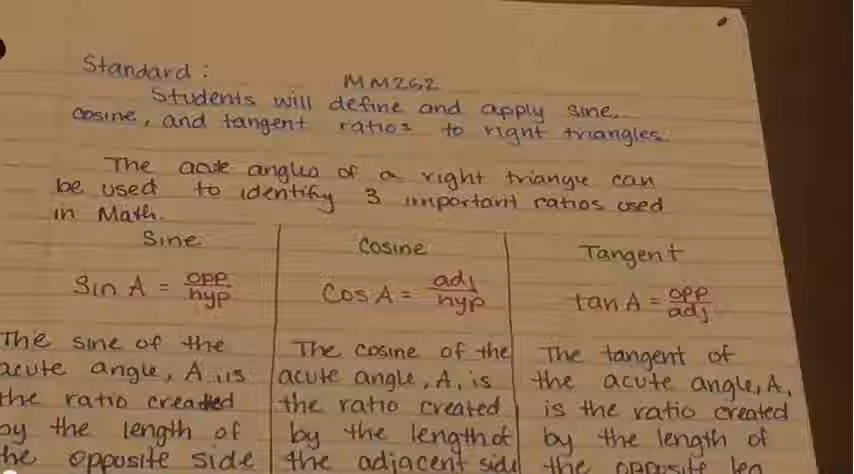 Standard :
MM2G2
Students will define and apply sine,
cosine, and tangent ratios to right triangles.
The acute angles of a right triangle can
be used to identify 3 important ratios used
in Math.
Sine
Cosine
Tangent
Sin A = opp/hyp
Cos A = adj/hyp
tan A = opp/adj
The sine of the
acute angle, A, is
the ratio created
by the length of
the opposite side
The cosine of the
acute angle, A, is
the ratio created
by the length of
the adjacent side
The tangent of
the acute angle, A,
is the ratio created
by the length of
the opposite leg